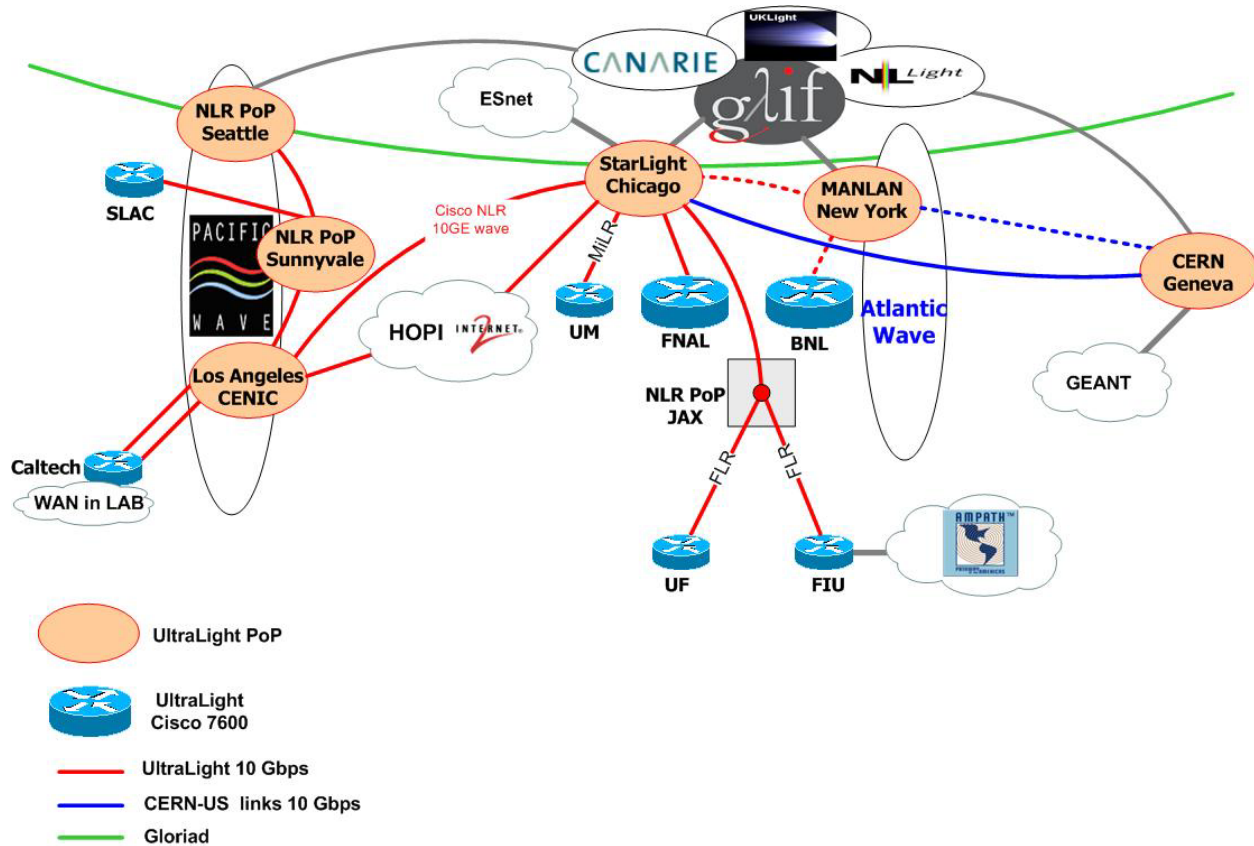 UKLight
CANARIE
NLLight
gλif
ESnet
NLR PoP
Seattle
StarLight
Chicago
MANLAN
New York
SLAC
PACIFIC
WAVE
NLR PoP
Sunnyvale
Cisco NLR
10GE wave
CERN
Geneva
MiLR
HOPI
INTERNET 2
UM
FNAL
BNL
Atlantic
Wave
GEANT
Los Angeles
CENIC
NLR PoP
JAX
Caltech
WAN in LAB
FLR
FLR
AMPATH™
UF
FIU
UltraLight PoP
UltraLight
Cisco 7600
UltraLight 10 Gbps
CERN-US links 10 Gbps
Gloriad